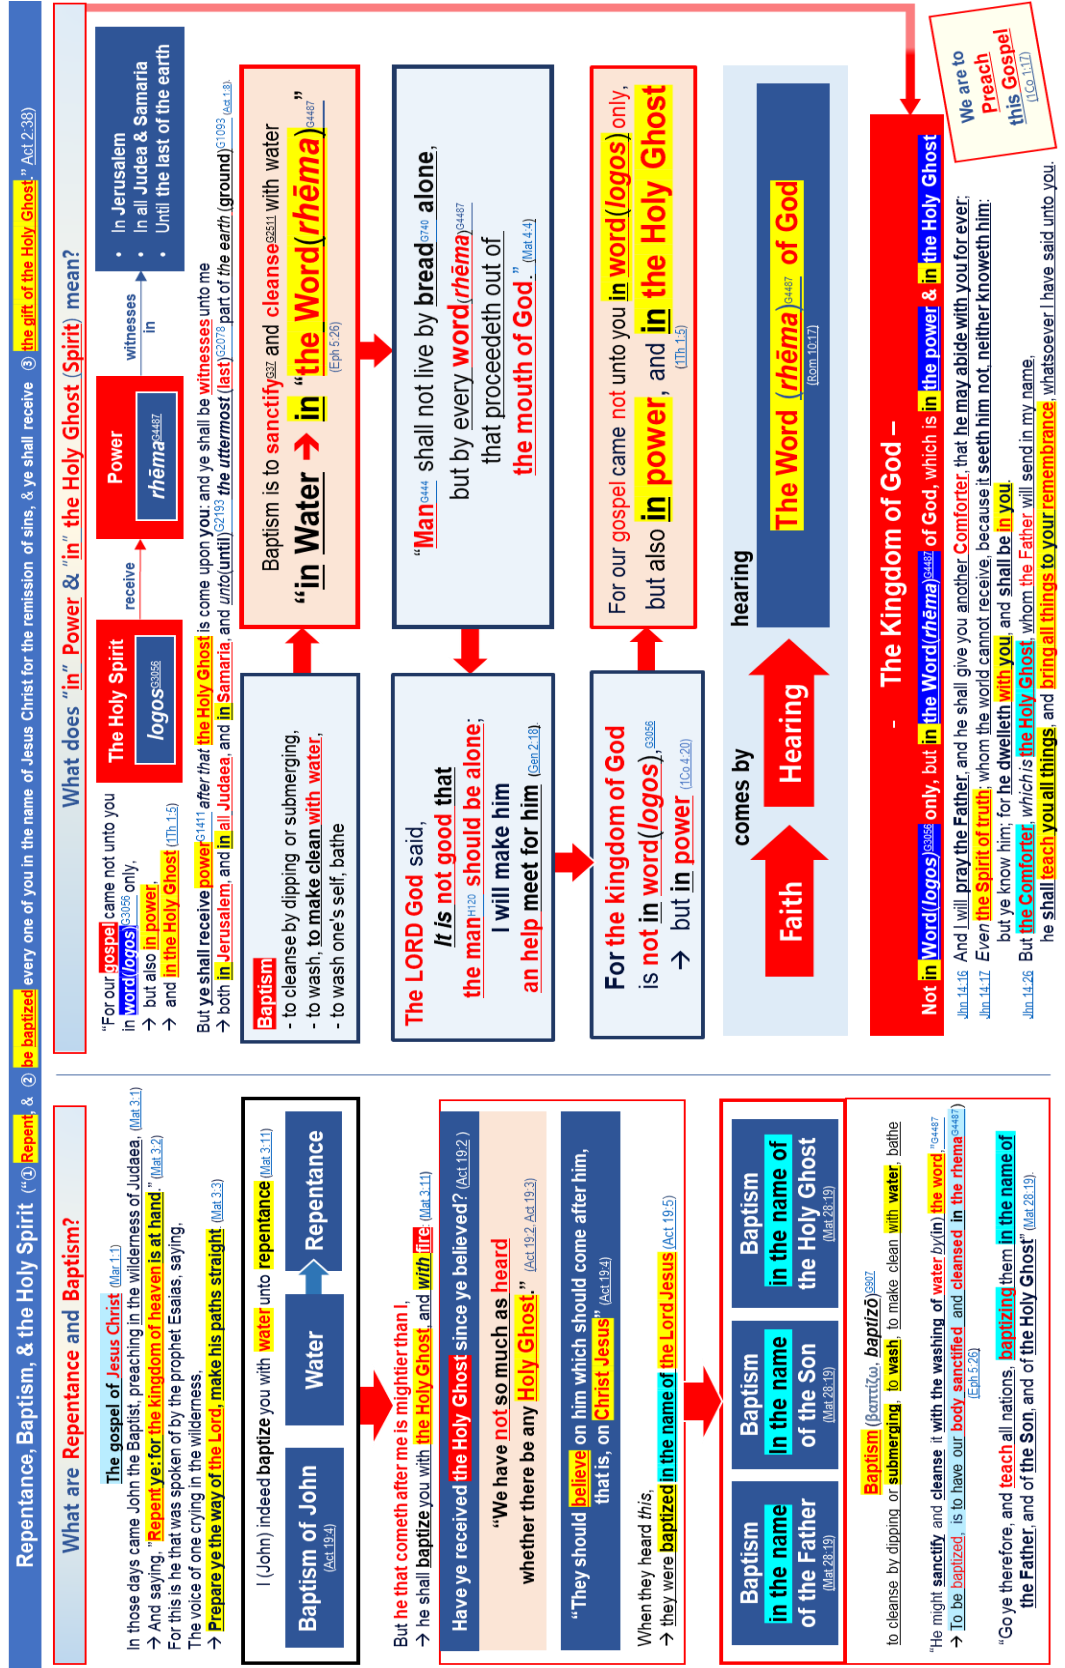 Repentance, Baptism, & the Holy Spirit (“① Repent, & ② be baptized every one of you in the name of Jesus Christ for the remission of sins, & ye shall receive ③ the gift of the Holy Ghost.” Act 2:38)
What are Repentance and Baptism?
The gospel of Jesus Christ (Mar 1:1)
In those days came John the Baptist, preaching in the wilderness of Judaea, (Mat 3:1)
→ And saying, "Repent ye: for the kingdom of heaven is at hand." (Mat 3:2)
For this is he that was spoken of by the prophet Esaias, saying,
The voice of one crying in the wilderness,
→ Prepare ye the way of the Lord, make his paths straight. (Mat 3:3)
I (John) indeed baptize you with water unto repentance (Mat 3:11)
Baptism of John
(Act 19:4)
Water
Repentance
But he that cometh after me is mightier than I,
→ he shall baptize you with the Holy Ghost, and with fire: (Mat 3:11)
Have ye received the Holy Ghost since ye believed? (Act 19:2)
“We have not so much as heard
whether there be any Holy Ghost.” (Act 19:2, Act 19:3)
“They should believe on him which should come after him,
that is, on Christ Jesus” (Act 19:4)
When they heard this,
→ they were baptized in the name of the Lord Jesus (Act 19:5)
Baptism
in the name
of the Father
(Mat 28:19)
Baptism
in the name
of the Son
(Mat 28:19)
Baptism
in the name of
the Holy Ghost
(Mat 28:19)
Baptism (βαπτίζω, baptizō)G907
to cleanse by dipping or submerging, to wash, to make clean with water, bathe
“He might sanctify and cleanse it with the washing of water by(in) the word,”G4487
→ To be baptized, is to have our body sanctified and cleansed in the rhemaG4487)
(Eph 5:26)
“Go ye therefore, and teach all nations, baptizing them in the name of
the Father, and of the Son, and of the Holy Ghost” (Mat 28:19)
What does “in” Power & “in” the Holy Ghost (Spirit) mean?
“For our gospel came not unto you
in word(logos)G3056 only,
→ but also in power,
→ and in the Holy Ghost (1Th 1:5)
The Holy Spirit
logosG3056
receive
Power
rhēmaG4487
witnesses
in
• In Jerusalem
• In all Judea & Samaria
• Until the last of the earth
But ye shall receive powerG1411 after that the Holy Ghost is come upon you: and ye shall be witnesses unto me
→ both in Jerusalem, and in all Judaea, and in Samaria, and unto(until)G2193 the uttermost (last)G2078 part of the earth (ground)G1093 (Act 1:8).
Baptism
- to cleanse by dipping or submerging,
- to wash, to make clean with water,
- to wash one's self, bathe
Baptism is to sanctifyG37 and cleanseG2511 with water
“in Water → in “the Word(rhēma)G4487”
(Eph 5:26)
“ManG444 shall not live by breadG740 alone,
but by every word(rhēma)G4487
that proceedeth out of
the mouth of God.” (Mat 4:4)
The LORD God said,
It is not good that
the manH120 should be alone;
I will make him
an help meet for him (Gen 2:18).
For the kingdom of God
is not in word(logos),G3056
→ but in power (1Co 4:20)
For our gospel came not unto you in word(logos) only,
but also in power, and in the Holy Ghost
(1Th 1:5)
Faith
comes by
Hearing
hearing
The Word (rhēma)G4487 of God
(Rom 10:17)
- The Kingdom of God –
Not in Word(logos)G3056 only, but in the Word(rhēma)G4487 of God, which is in the power & in the Holy Ghost
We are to
Preach
this Gospel
(1Co 1:17)
Jhn 14:16 And I will pray the Father, and he shall give you another Comforter, that he may abide with you for ever;
Jhn 14:17 Even the Spirit of truth; whom the world cannot receive, because it seeth him not, neither knoweth him:
but ye know him; for he dwelleth with you, and shall be in you.
Jhn 14:26 But the Comforter, which is the Holy Ghost, whom the Father will send in my name,
he shall teach you all things, and bring all things to your remembrance, whatsoever I have said unto you.